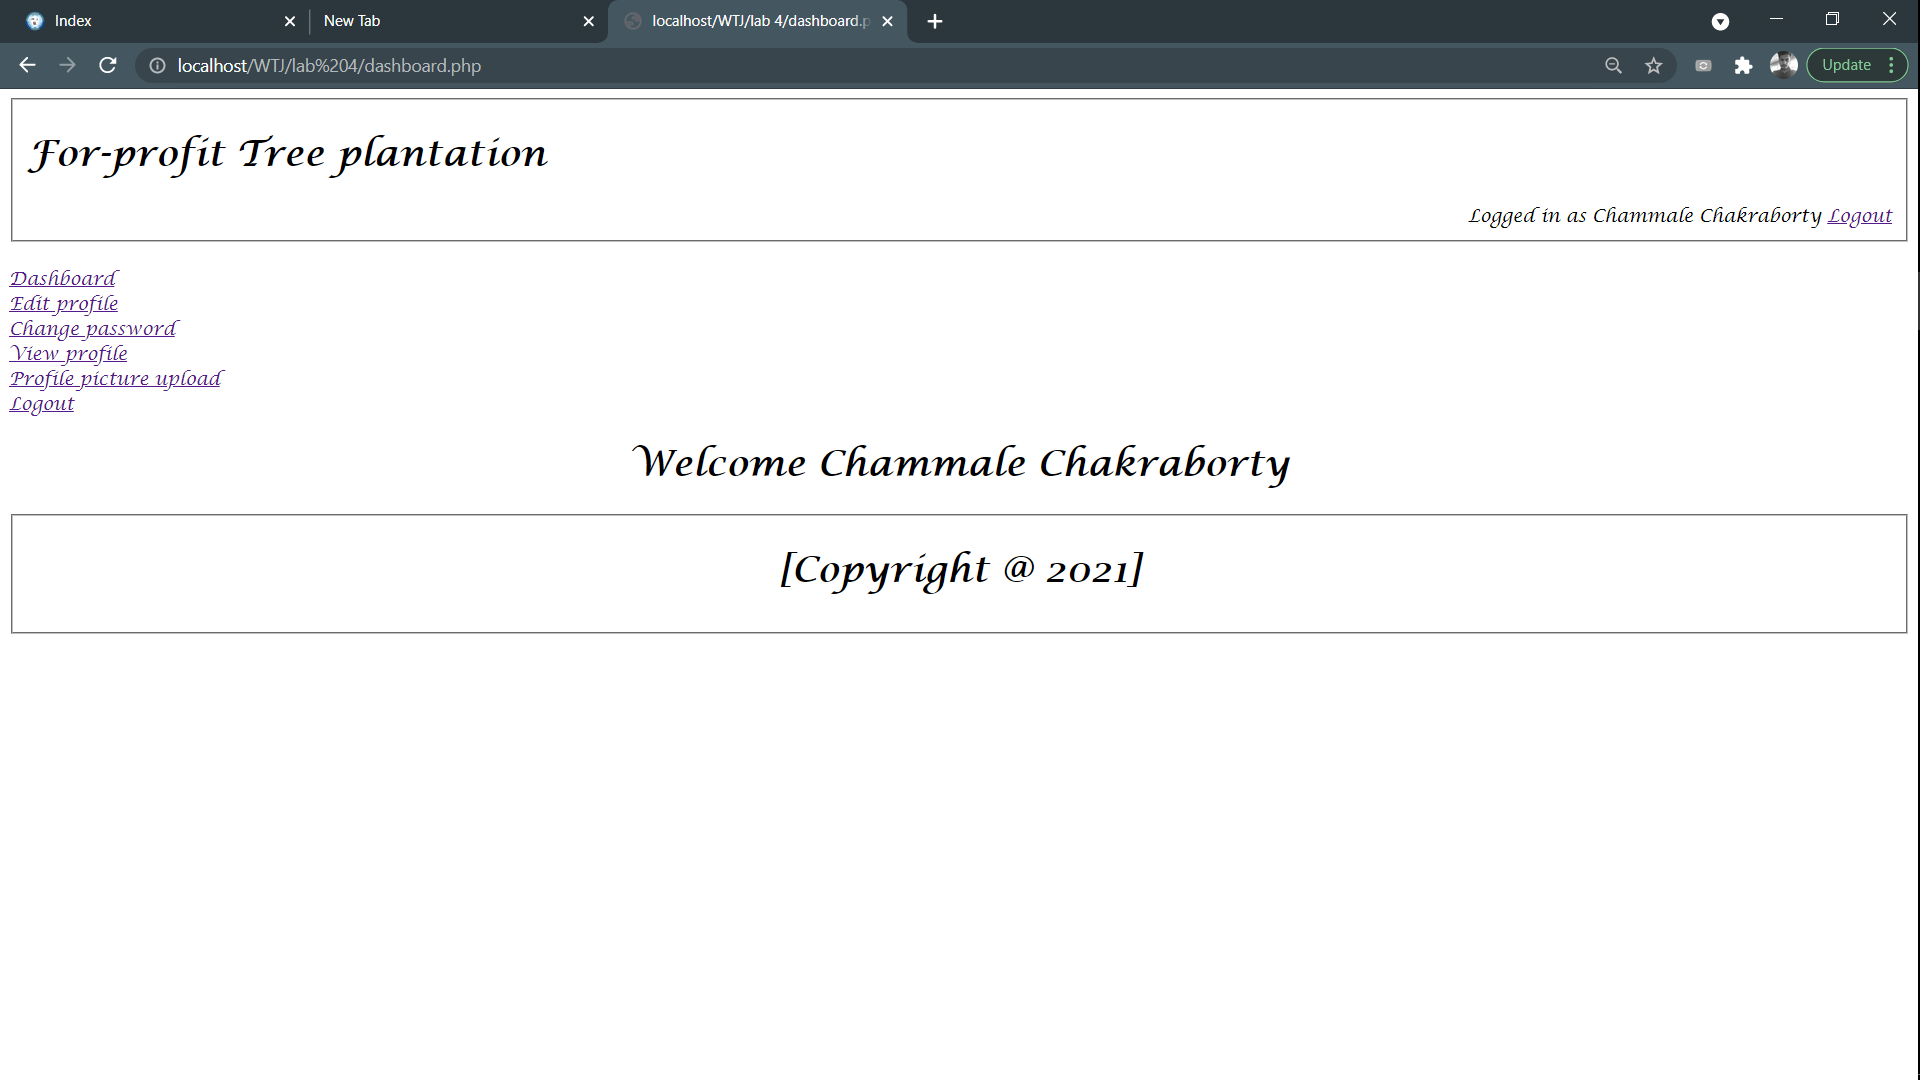 Index
New Tab
localhost/WTJ/lab 4/dashboard.p
localhost/WTJ/lab%204/dashboard.php
Update
For-profit Tree plantation
Logged in as Chammale Chakraborty Logout
Dashboard
Edit profile
Change password
View profile
Profile picture upload
Logout
Welcome Chammale Chakraborty
[Copyright @ 2021]